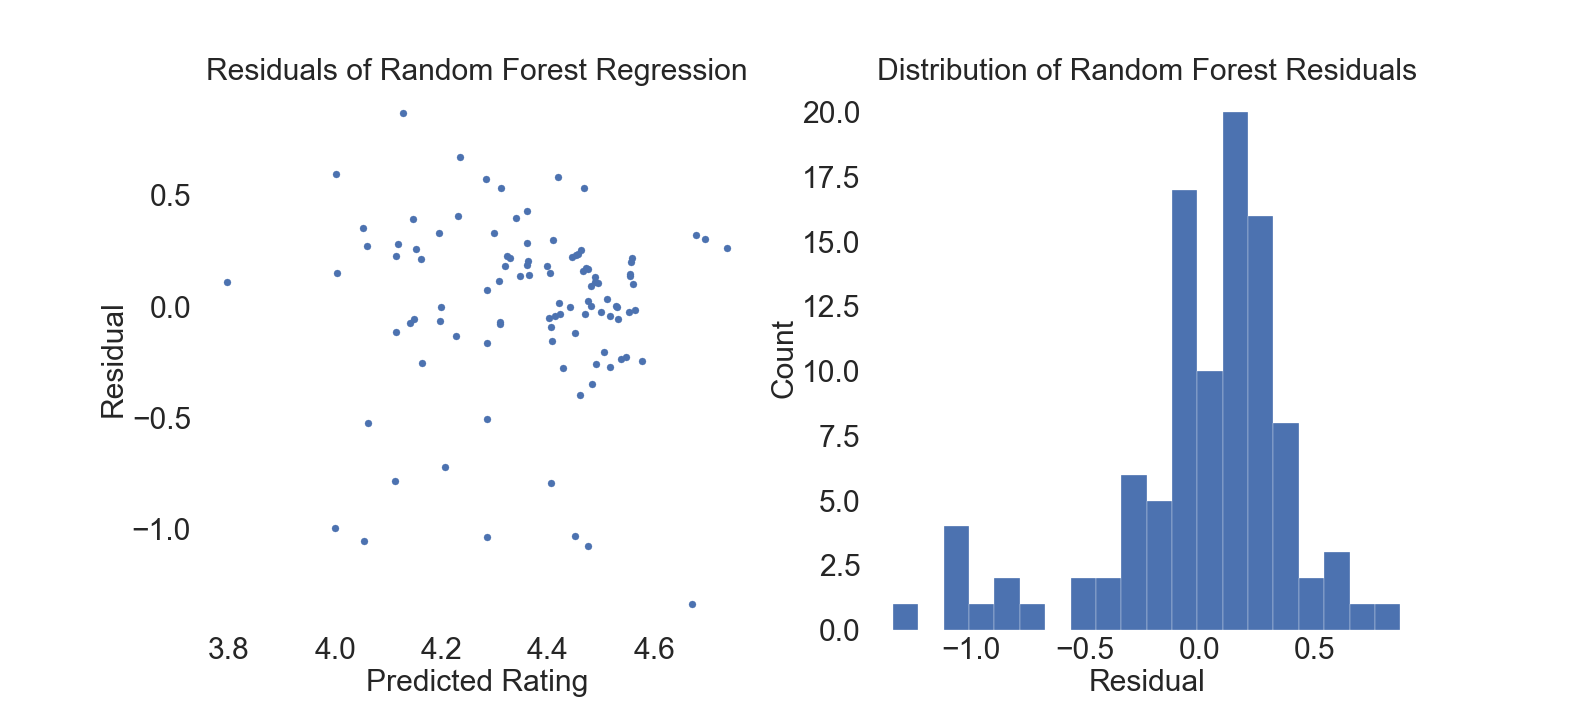 Residuals of Random Forest Regression
0.5
0.0
−0.5
−1.0
Residual
3.8 4.0 4.2 4.4 4.6
Predicted Rating
Distribution of Random Forest Residuals
20.0
17.5
15.0
12.5
10.0
7.5
5.0
2.5
0.0
Count
−1.0 −0.5 0.0 0.5
Residual